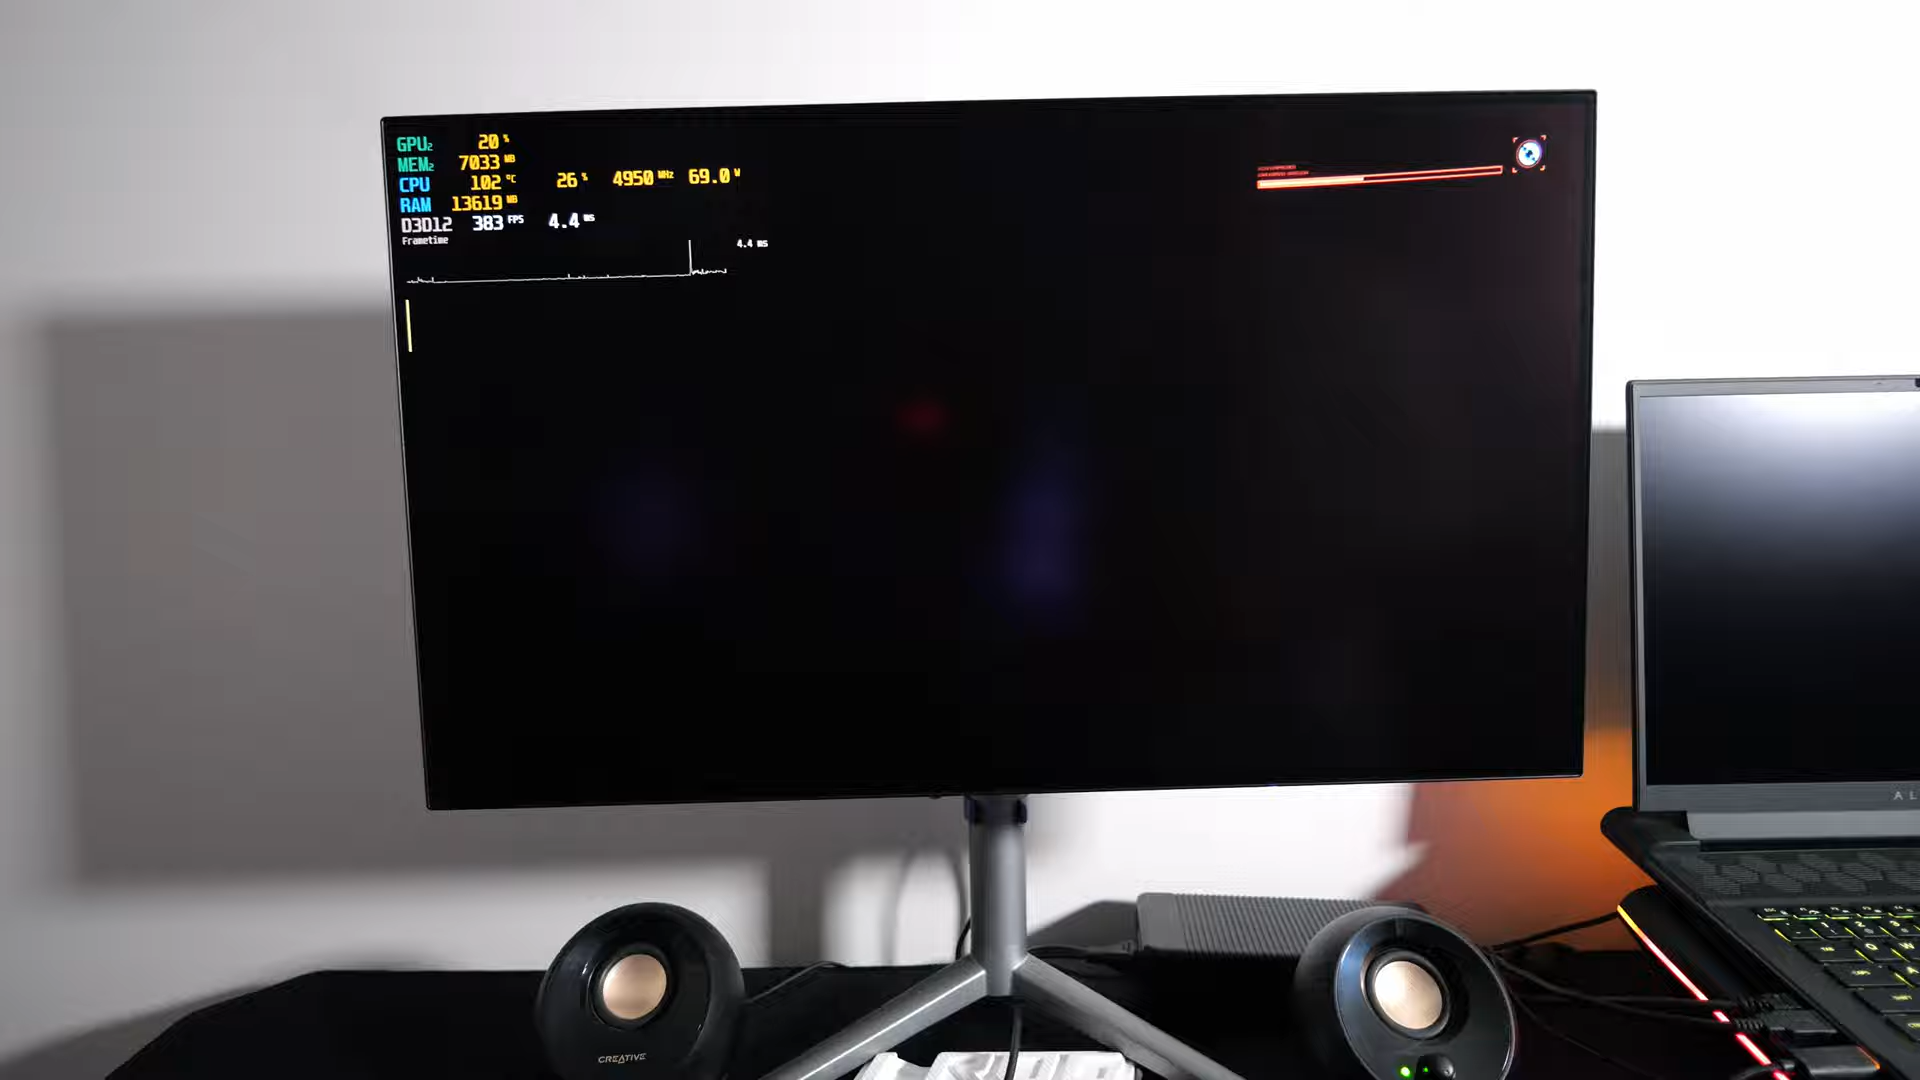 GPU₂ 20 %
MEM₂ 7033 MB
CPU 102 °C 26 % 4950 MHz 69.0 W
RAM 13619 MB
D3D12 383 FPS 4.4 ms
Frametime
4.4 ms
AL
CREATIVE
Q W